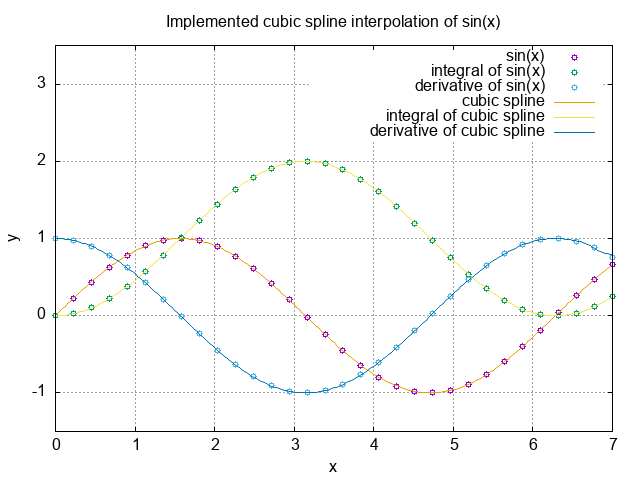 Implemented cubic spline interpolation of sin(x)
sin(x)
integral of sin(x)
derivative of sin(x)
cubic spline
integral of cubic spline
derivative of cubic spline
3
2
1
0
-1
y
0 1 2 3 4 5 6 7
x